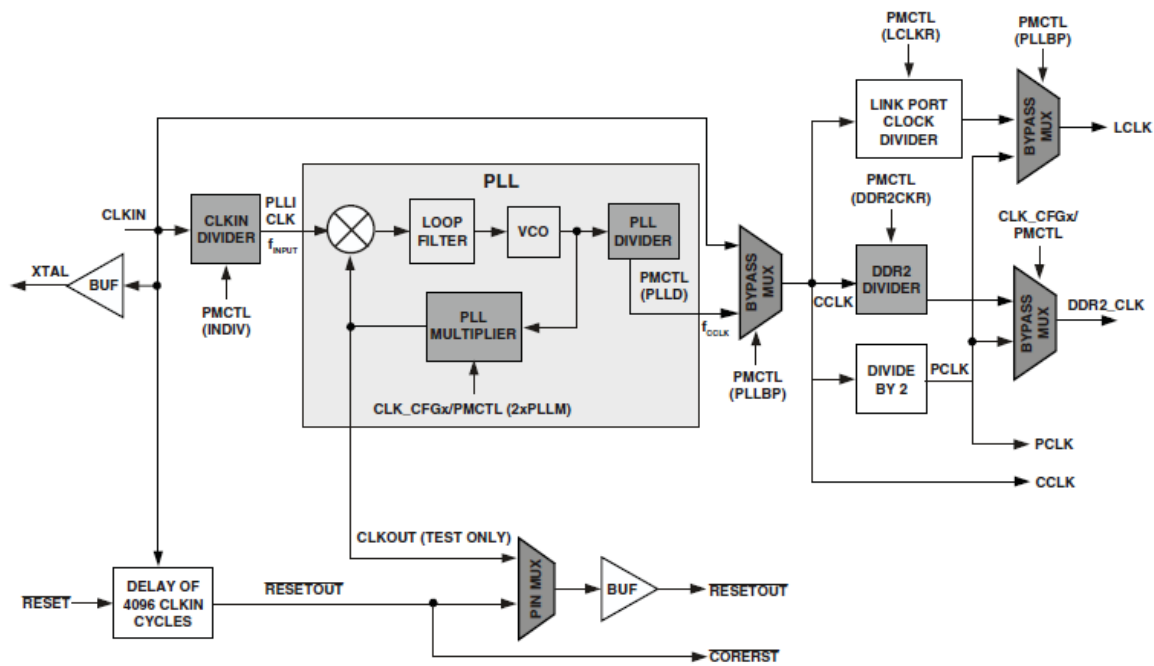 PMCTL
(LCLKR)
PMCTL
(PLLBP)
LINK PORT
CLOCK
DIVIDER
BYPASS
MUX
LCLK
PLL
CLKIN
CLKIN
DIVIDER
PLLI
CLK
fINPUT
LOOP
FILTER
VCO
PLL
DIVIDER
PMCTL
(DDR2CKR)
CLK_CFGx/
PMCTL
XTAL
BUF
PMCTL
(INDIV)
PLL
MULTIPLIER
PMCTL
(PLLD)
fCCLK
BYPASS
MUX
CCLK
DDR2
DIVIDER
BYPASS
MUX
DDR2_CLK
CLK_CFGx/PMCTL (2xPLLM)
PMCTL
(PLLBP)
DIVIDE
BY 2
PCLK
PCLK
CCLK
CLKOUT (TEST ONLY)
RESET
DELAY OF
4096 CLKIN
CYCLES
RESETOUT
PIN MUX
BUF
RESETOUT
CORERST